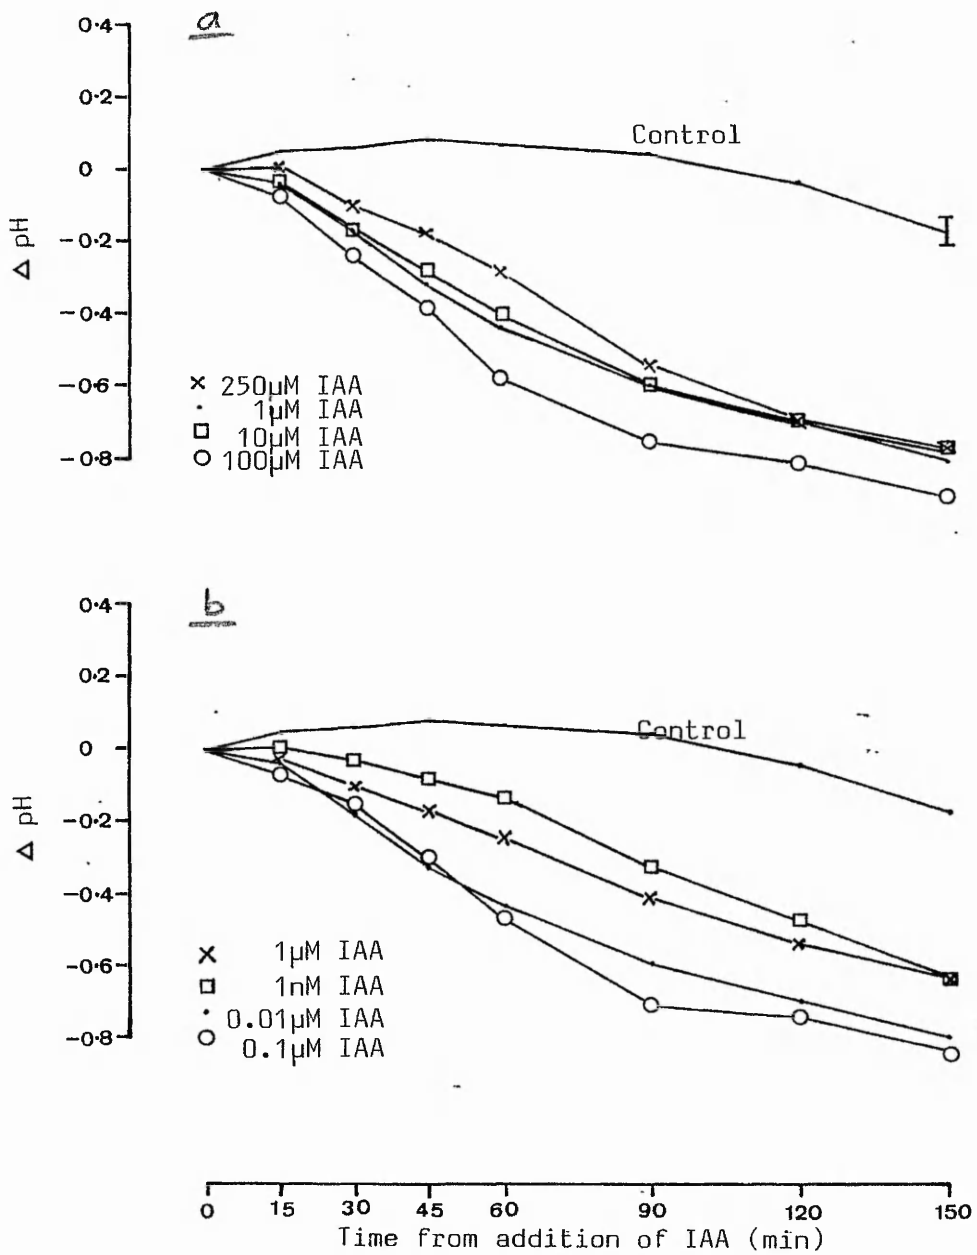 a
0·4
0·2
0
−0·2
−0·4
−0·6
−0·8
Δ pH
Control
× 250µM IAA
· 1µM IAA
□ 10µM IAA
○ 100µM IAA
b
0·4
0·2
0
−0·2
−0·4
−0·6
−0·8
Δ pH
Control
× 1µM IAA
□ 1nM IAA
· 0.01µM IAA
○ 0.1µM IAA
0 15 30 45 60 90 120 150
Time from addition of IAA (min)